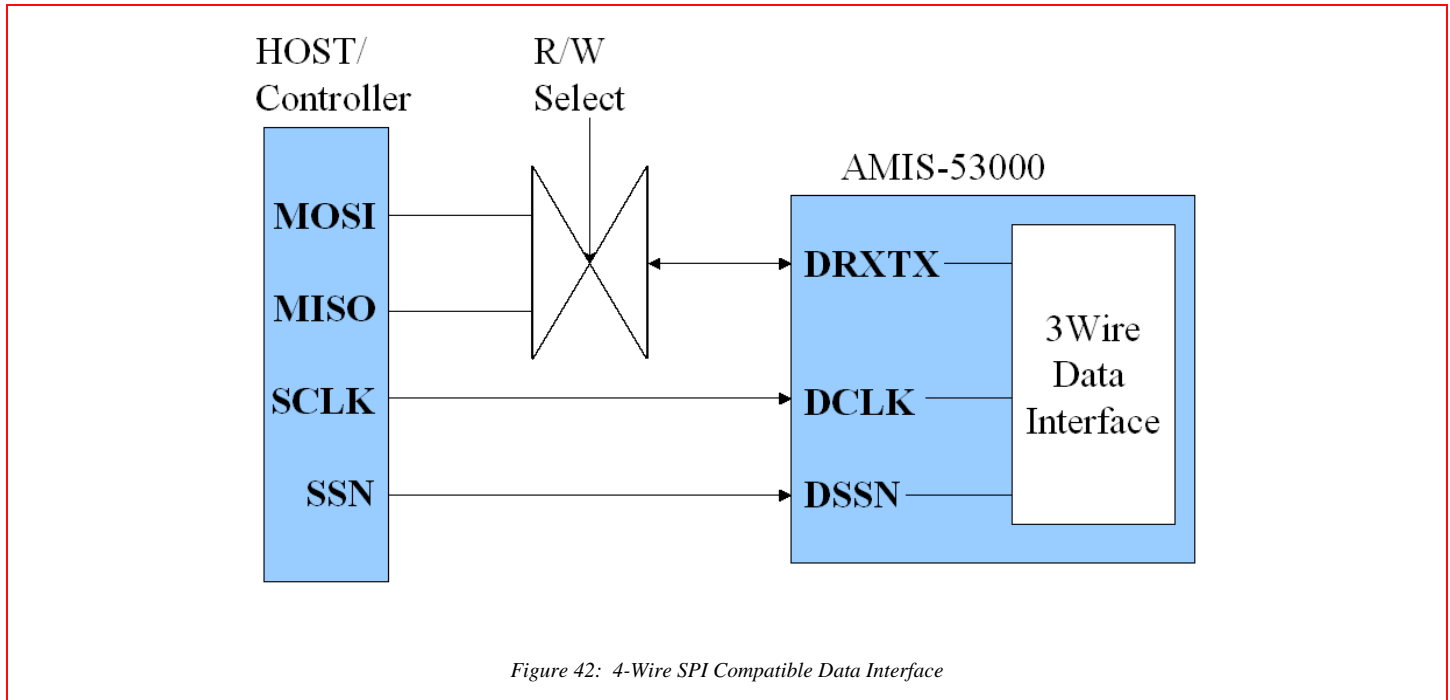 HOST/
Controller
R/W
Select
AMIS-53000
MOSI
MISO
SCLK
SSN
DRXTX
DCLK
DSSN
3Wire
Data
Interface
Figure 42: 4-Wire SPI Compatible Data Interface